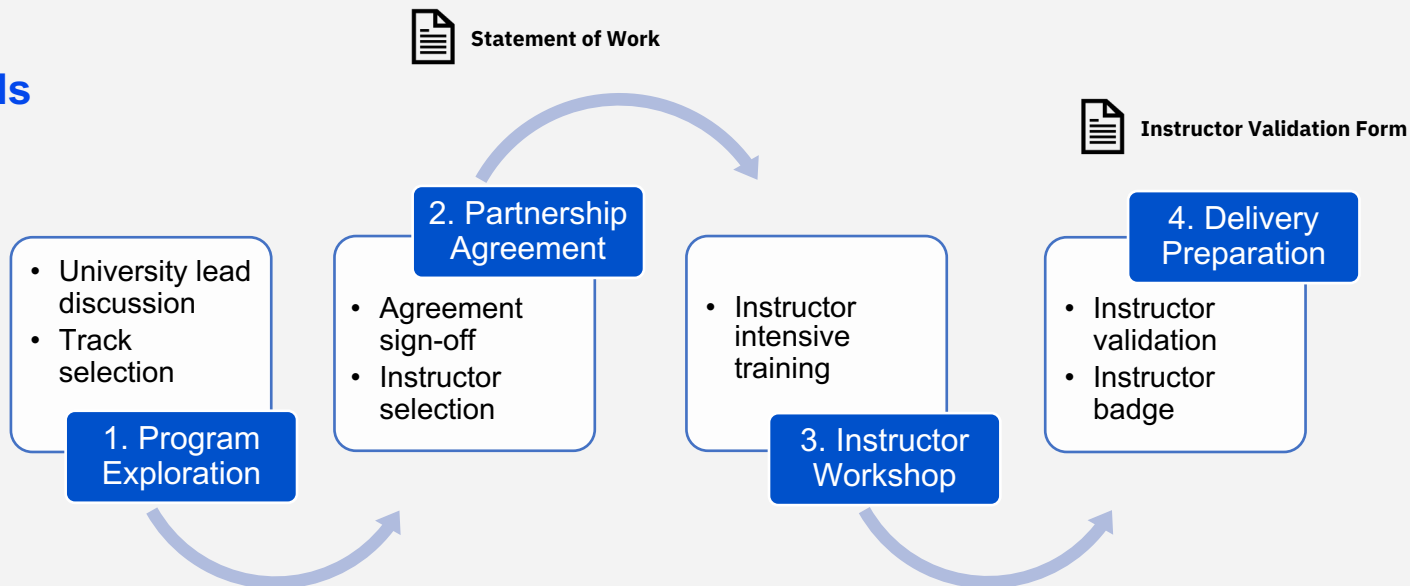 Statement of Work
Instructor Validation Form
• University lead
discussion
• Track
selection
1. Program
Exploration
2. Partnership
Agreement
• Agreement
sign-off
• Instructor
selection
• Instructor
intensive
training
3. Instructor
Workshop
4. Delivery
Preparation
• Instructor
validation
• Instructor
badge